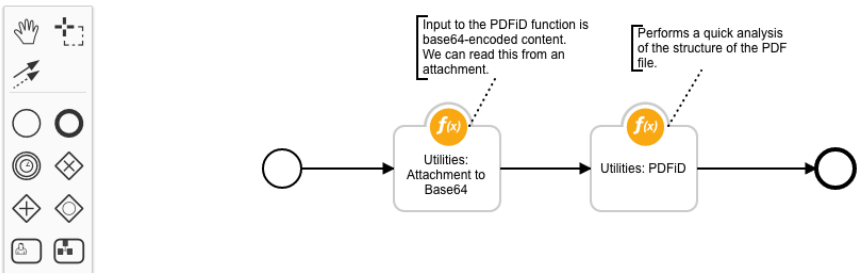 Input to the PDFiD function is
base64-encoded content.
We can read this from an
attachment.
Performs a quick analysis
of the structure of the PDF
file.
f(x)
Utilities:
Attachment to
Base64
f(x)
Utilities: PDFiD